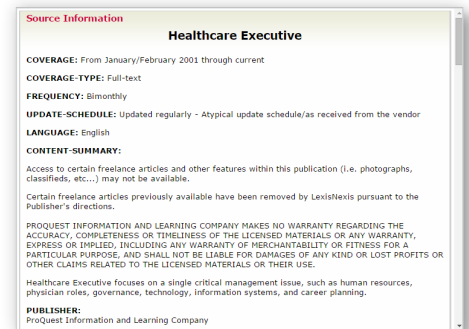 Source Information
Healthcare Executive
COVERAGE: From January/February 2001 through current
COVERAGE-TYPE: Full-text
FREQUENCY: Bimonthly
UPDATE-SCHEDULE: Updated regularly - Atypical update schedule/as received from the vendor
LANGUAGE: English
CONTENT-SUMMARY:
Access to certain freelance articles and other features within this publication (i.e. photographs,
classifieds, etc...) may not be available.
Certain freelance articles previously available have been removed by LexisNexis pursuant to the
Publisher's directions.
PROQUEST INFORMATION AND LEARNING COMPANY MAKES NO WARRANTY REGARDING THE
ACCURACY, COMPLETENESS OR TIMELINESS OF THE LICENSED MATERIALS OR ANY WARRANTY,
EXPRESS OR IMPLIED, INCLUDING ANY WARRANTY OF MERCHANTABILITY OR FITNESS FOR A
PARTICULAR PURPOSE, AND SHALL NOT BE LIABLE FOR DAMAGES OF ANY KIND OR LOST PROFITS OR
OTHER CLAIMS RELATED TO THE LICENSED MATERIALS OR THEIR USE.
Healthcare Executive focuses on a single critical management issue, such as human resources,
physician roles, governance, technology, information systems, and career planning.
PUBLISHER:
ProQuest Information and Learning Company